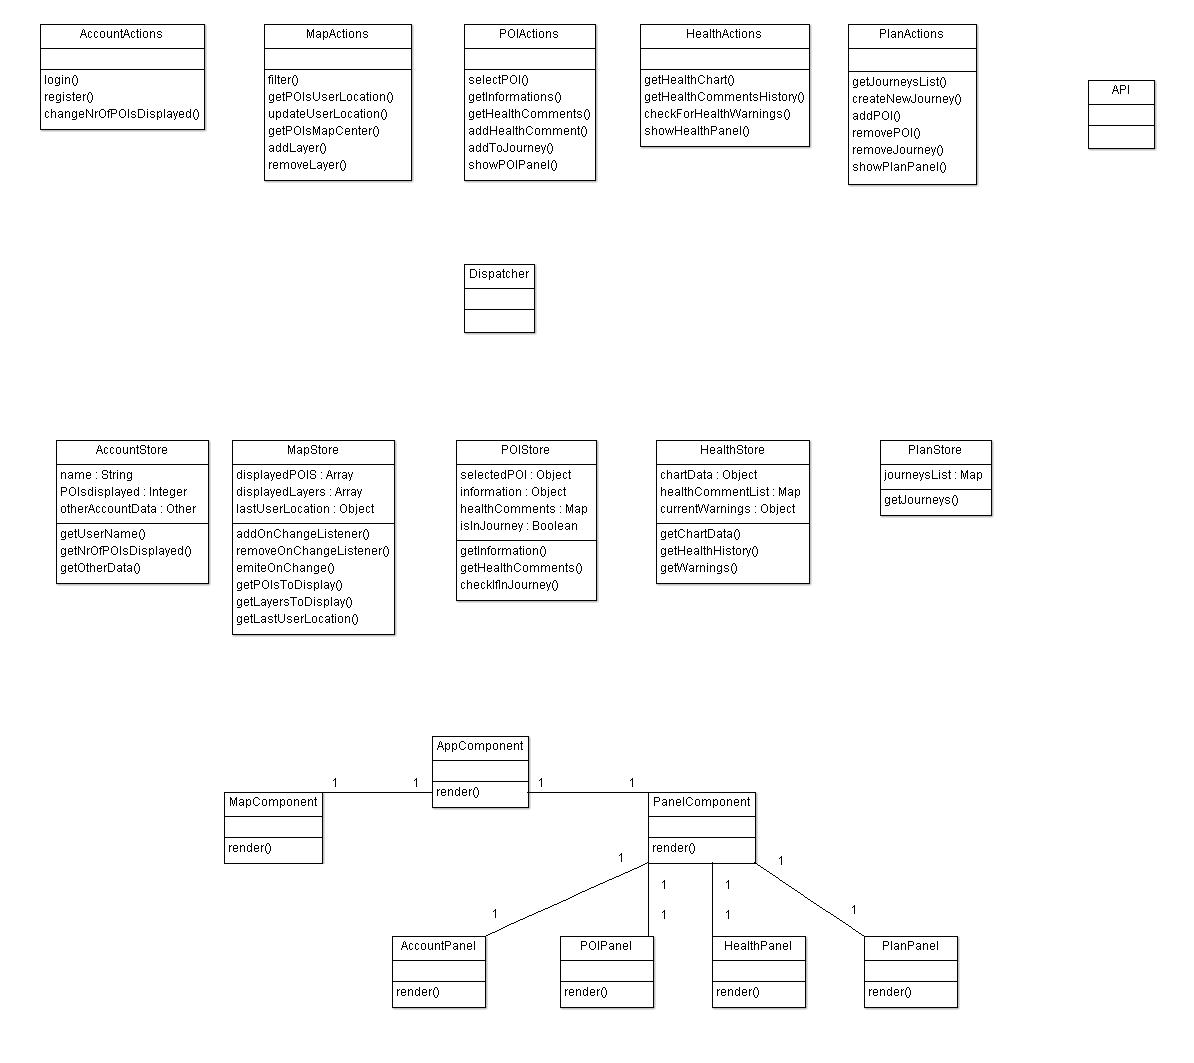 AccountActions
login()
register()
changeNrOfPOIsDisplayed()
MapActions
filter()
getPOIsUserLocation()
updateUserLocation()
getPOIsMapCenter()
addLayer()
removeLayer()
POIActions
selectPOI()
getInformations()
getHealthComments()
addHealthComment()
addToJourney()
showPOIPanel()
HealthActions
getHealthChart()
getHealthCommentsHistory()
checkForHealthWarnings()
showHealthPanel()
PlanActions
getJourneysList()
createNewJourney()
addPOI()
removePOI()
removeJourney()
showPlanPanel()
API
Dispatcher
AccountStore
name : String
POIsdisplayed : Integer
otherAccountData : Other
getUserName()
getNrOfPOIsDisplayed()
getOtherData()
MapStore
displayedPOIS : Array
displayedLayers : Array
lastUserLocation : Object
addOnChangeListener()
removeOnChangeListener()
emiteOnChange()
getPOIsToDisplay()
getLayersToDisplay()
getLastUserLocation()
POIStore
selectedPOI : Object
information : Object
healthComments : Map
isInJourney : Boolean
getInformation()
getHealthComments()
checkIfInJourney()
HealthStore
chartData : Object
healthCommentList : Map
currentWarnings : Object
getChartData()
getHealthHistory()
getWarnings()
PlanStore
journeysList : Map
getJourneys()
AppComponent
render()
1
1
1
1
MapComponent
render()
PanelComponent
render()
1
1
1
1
1
1
1
1
AccountPanel
render()
POIPanel
render()
HealthPanel
render()
PlanPanel
render()